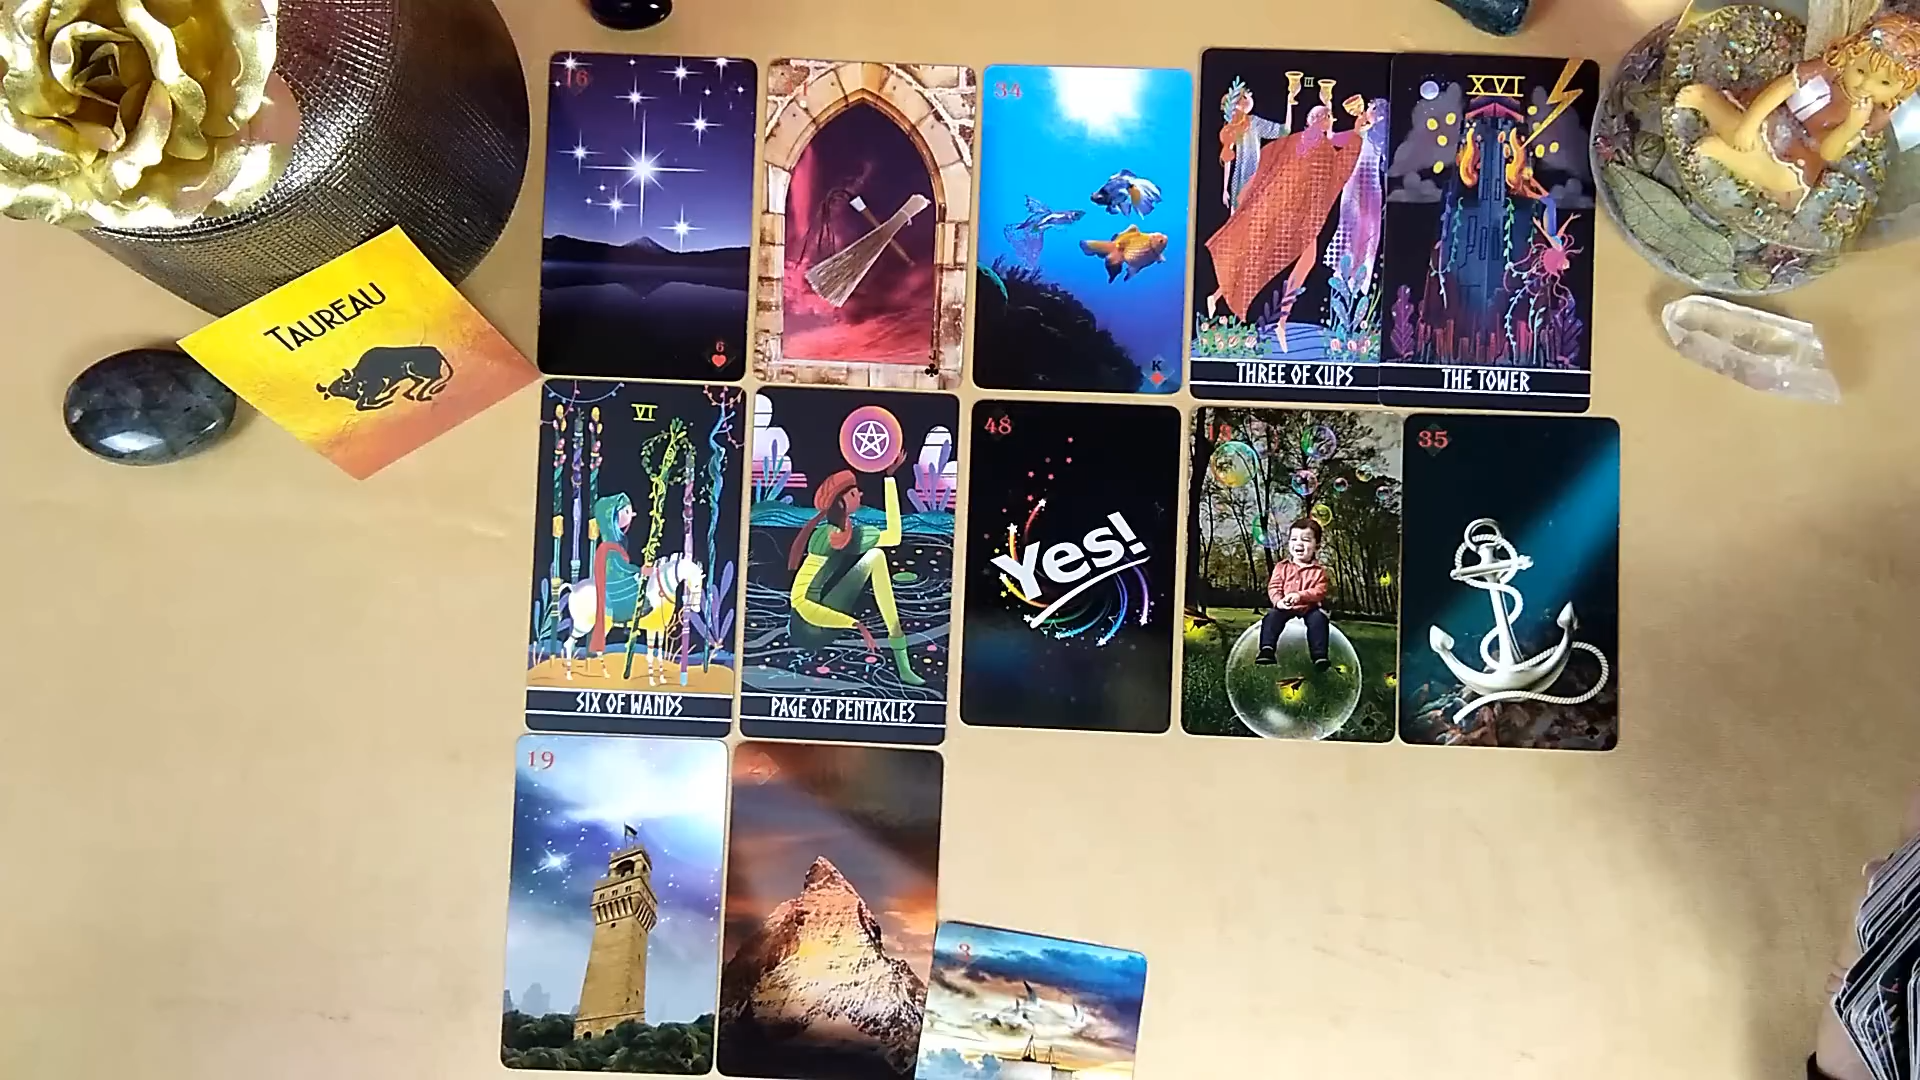 16
6
34
K
III
THREE OF CUPS
XVI
THE TOWER
TAUREAU
VI
SIX OF WANDS
PAGE OF PENTACLES
48
Yes!
35
19
3